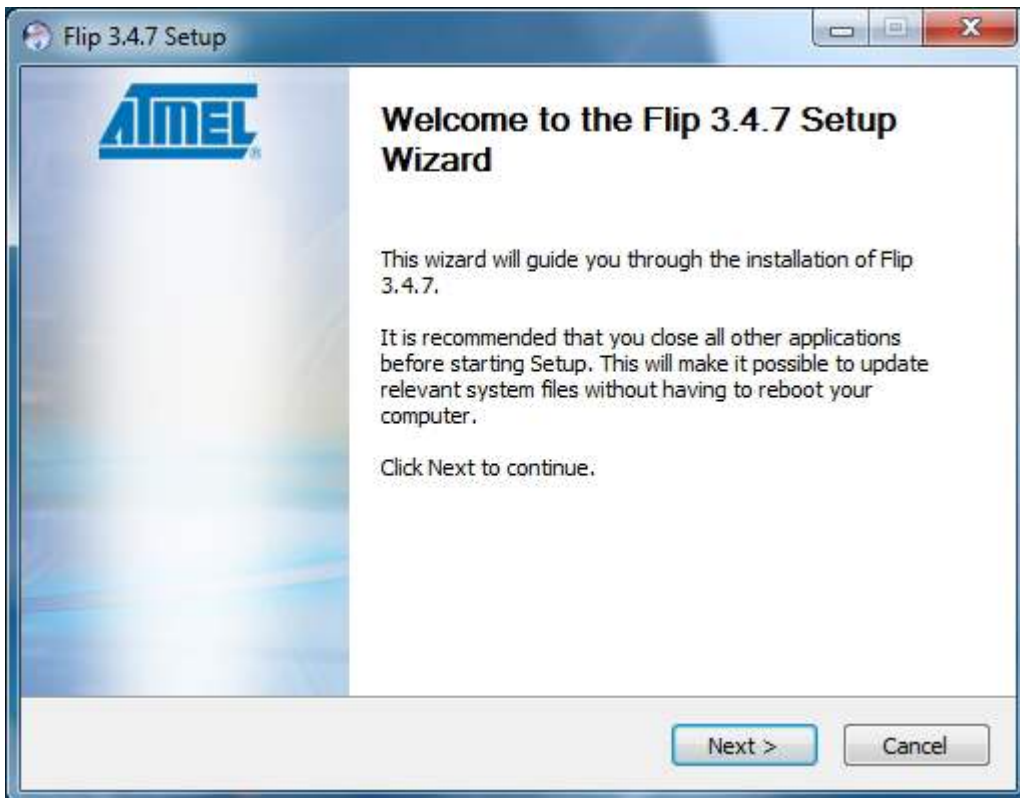 Flip 3.4.7 Setup
ATMEL
®
Welcome to the Flip 3.4.7 Setup
Wizard
This wizard will guide you through the installation of Flip
3.4.7.
It is recommended that you close all other applications
before starting Setup. This will make it possible to update
relevant system files without having to reboot your
computer.
Click Next to continue.
Next >
Cancel